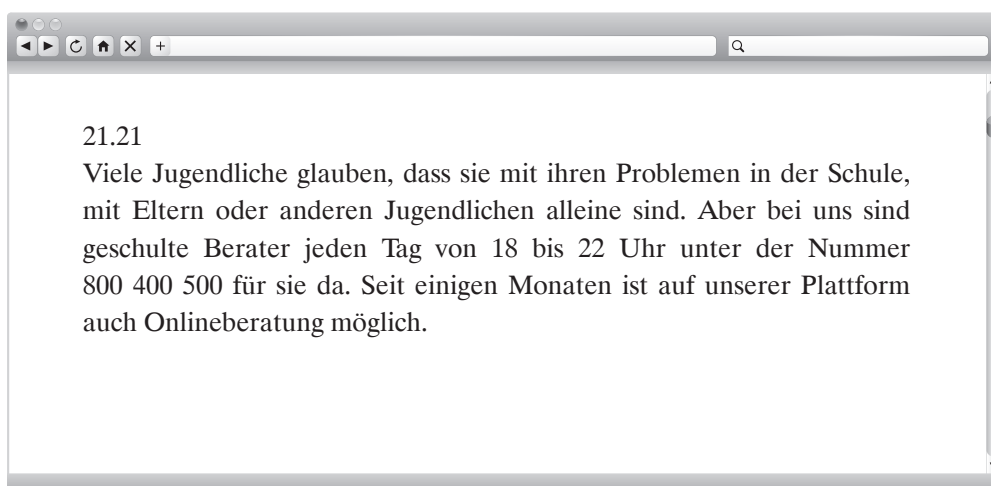 21.21
Viele Jugendliche glauben, dass sie mit ihren Problemen in der Schule,
mit Eltern oder anderen Jugendlichen alleine sind. Aber bei uns sind
geschulte Berater jeden Tag von 18 bis 22 Uhr unter der Nummer
800 400 500 für sie da. Seit einigen Monaten ist auf unserer Plattform
auch Onlineberatung möglich.